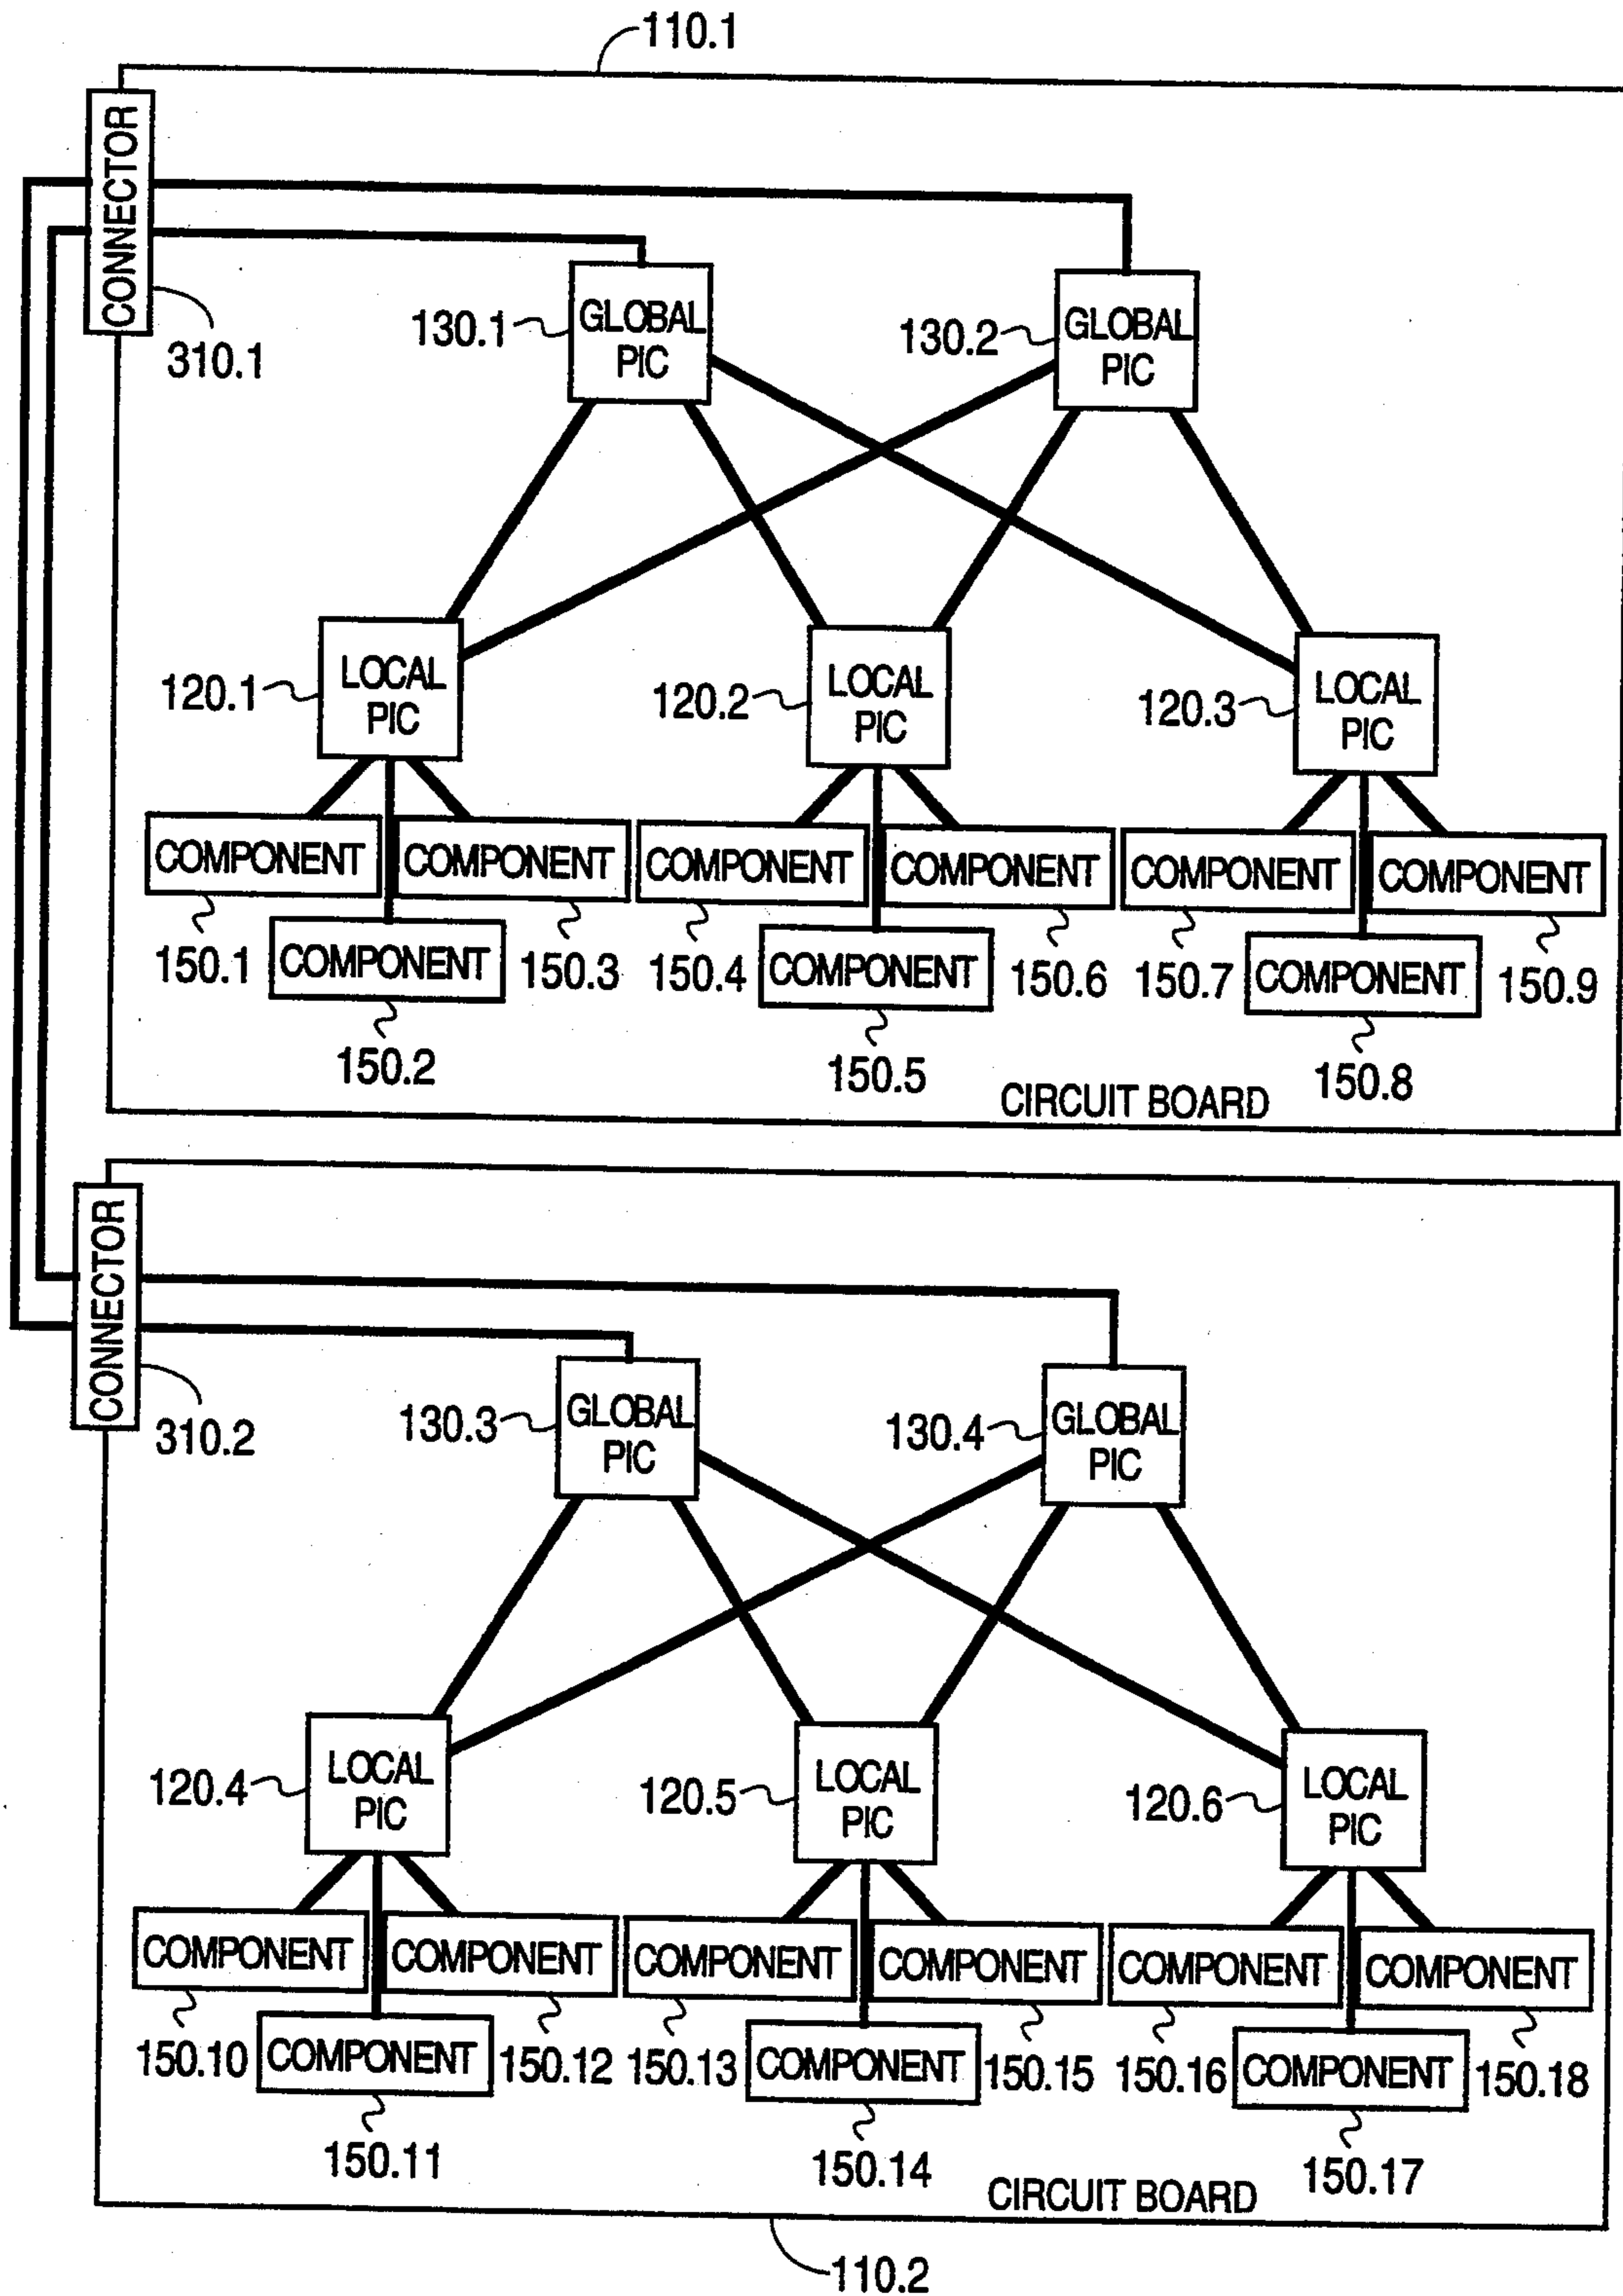 110.1
CONNECTOR
310.1
130.1
GLOBAL
PIC
130.2
GLOBAL
PIC
120.1
LOCAL
PIC
120.2
LOCAL
PIC
120.3
LOCAL
PIC
COMPONENT
COMPONENT
COMPONENT
COMPONENT
COMPONENT
COMPONENT
150.1
COMPONENT
150.3
150.4
COMPONENT
150.6
150.7
COMPONENT
150.9
150.2
150.5
150.8
CIRCUIT BOARD
CONNECTOR
310.2
130.3
GLOBAL
PIC
130.4
GLOBAL
PIC
120.4
LOCAL
PIC
120.5
LOCAL
PIC
120.6
LOCAL
PIC
COMPONENT
COMPONENT
COMPONENT
COMPONENT
COMPONENT
COMPONENT
150.10
COMPONENT
150.12
150.13
COMPONENT
150.15
150.16
COMPONENT
150.18
150.11
150.14
150.17
CIRCUIT BOARD
110.2